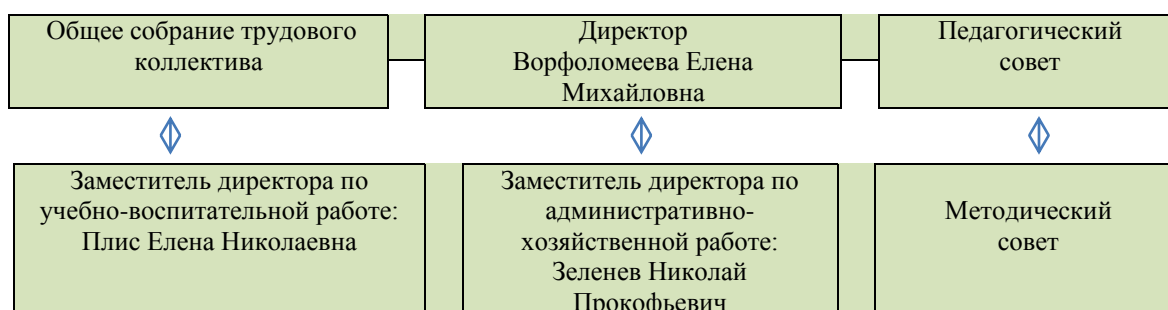 Общее собрание трудового
коллектива
Директор
Ворфоломеева Елена
Михайловна
Педагогический
совет
Заместитель директора по
учебно-воспитательной работе:
Плис Елена Николаевна
Заместитель директора по
административно-
хозяйственной работе:
Зеленев Николай
Прокофьевич
Методический
совет